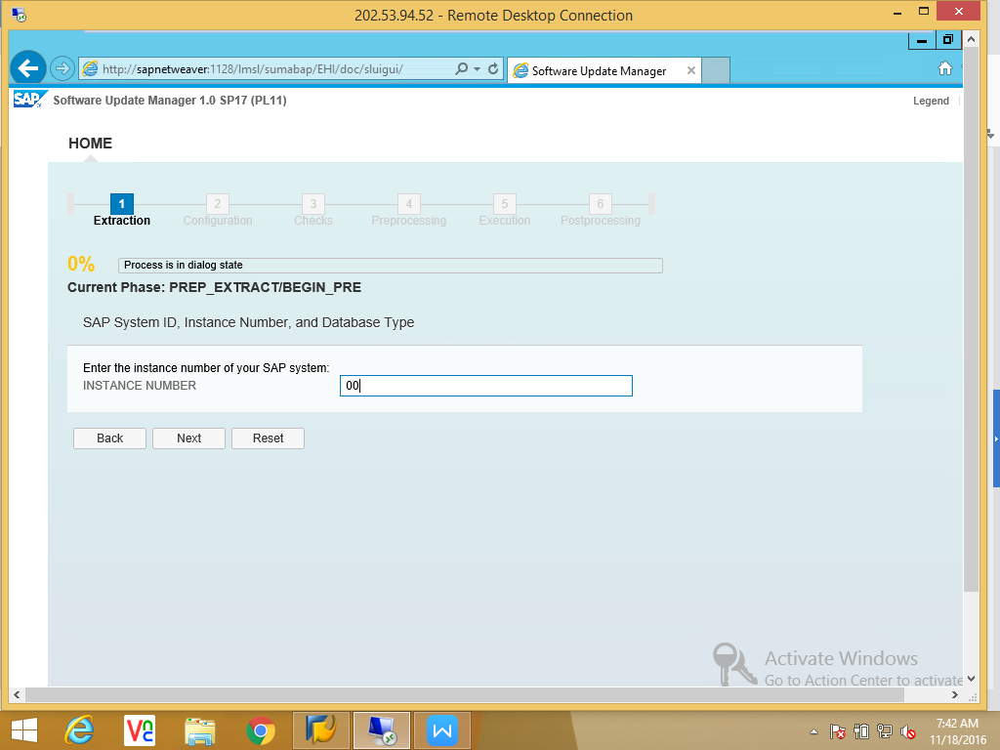 202.53.94.52 - Remote Desktop Connection
http://sapnetweaver:1128/lmsl/sumabap/EHI/doc/sluigui/
Software Update Manager
SAP Software Update Manager 1.0 SP17 (PL11)
Legend
HOME
1 2 3 4 5 6
Extraction Configuration Checks Preprocessing Execution Postprocessing
0% Process is in dialog state
Current Phase: PREP_EXTRACT/BEGIN_PRE
SAP System ID, Instance Number, and Database Type
Enter the instance number of your SAP system:
INSTANCE NUMBER 00
Back Next Reset
Activate Windows
Go to Action Center to activate
VNC
W
7:42 AM
11/18/2016